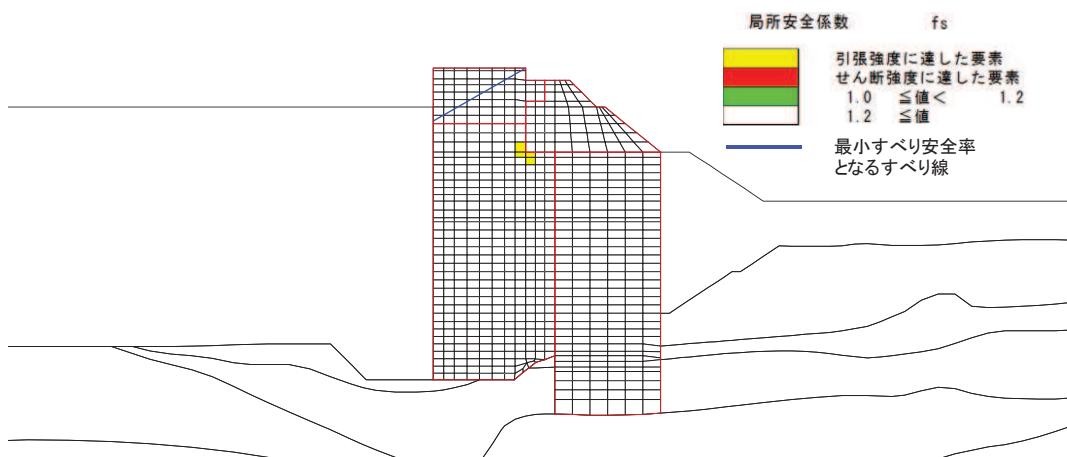 局所安全係数 fs
引張強度に達した要素
せん断強度に達した要素
1.0 ≦値< 1.2
1.2 ≦値
最小すべり安全率
となるすべり線